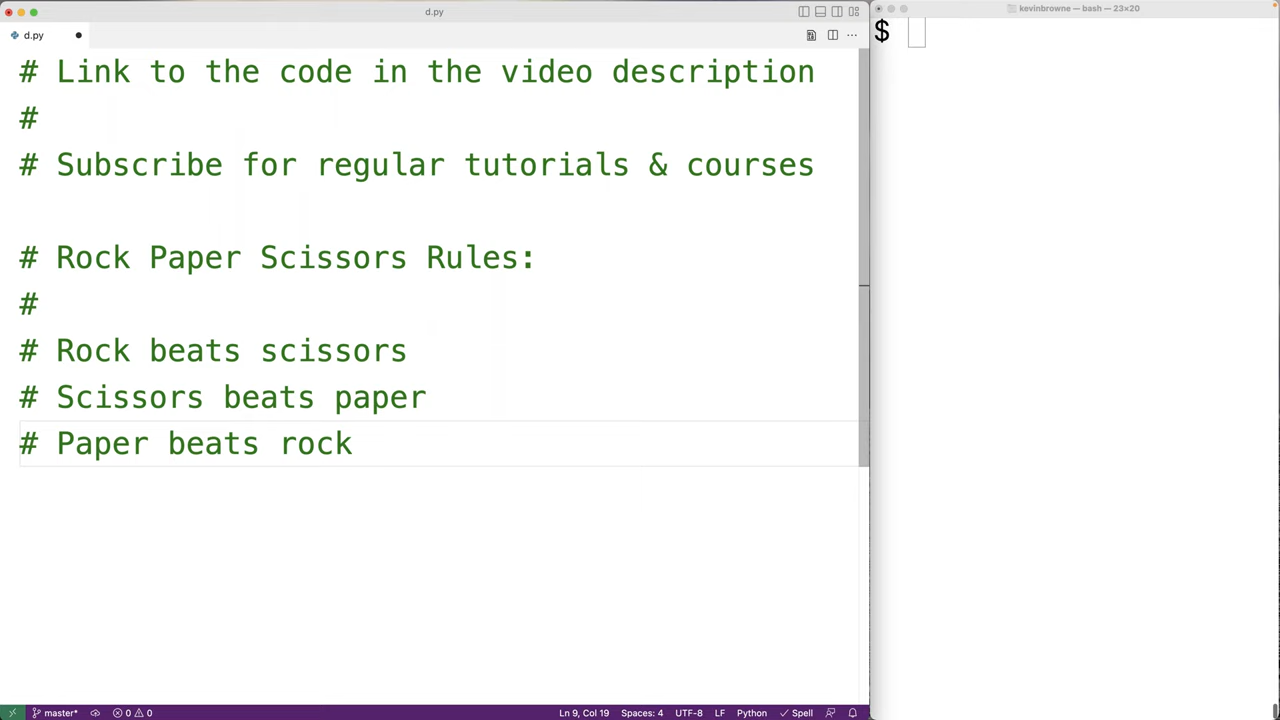 d.py
kevinbrowne — bash — 23×20
d.py
$
# Link to the code in the video description
#
# Subscribe for regular tutorials & courses
# Rock Paper Scissors Rules:
#
# Rock beats scissors
# Scissors beats paper
# Paper beats rock
master* 0 0 Ln 9, Col 19 Spaces: 4 UTF-8 LF Python Spell